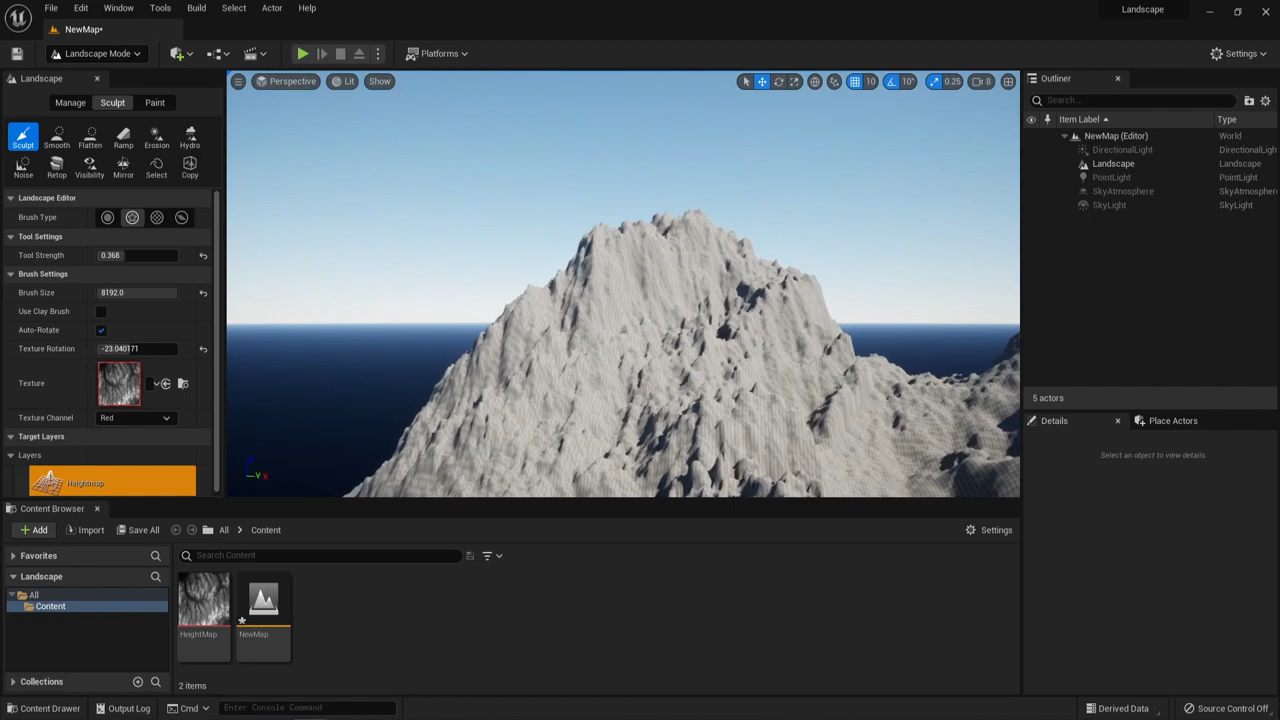 File Edit Window Tools Build Select Actor Help
Landscape
NewMap*
Landscape Mode
Platforms
Settings
Landscape
Manage Sculpt Paint
Sculpt Smooth Flatten Ramp Erosion Hydro
Noise Retop Visibility Mirror Select Copy
Landscape Editor
Brush Type
Tool Settings
Tool Strength 0.368
Brush Settings
Brush Size 8192.0
Use Clay Brush
Auto-Rotate
Texture Rotation -23.040171
Texture
Texture Channel Red
Target Layers
Layers
Heightmap
Perspective Lit Show
10 10° 0.25 8
Y X
Outliner
Search...
Item Label Type
NewMap (Editor) World
DirectionalLight DirectionalLigh
Landscape Landscape
PointLight PointLight
SkyAtmosphere SkyAtmosphere
SkyLight SkyLight
5 actors
Details Place Actors
Select an object to view details.
Content Browser
Add Import Save All All Content
Settings
Favorites
Search Content
Landscape
All
Content
HeightMap NewMap
Collections
2 items
Content Drawer Output Log Cmd Enter Console Command
Derived Data Source Control Off